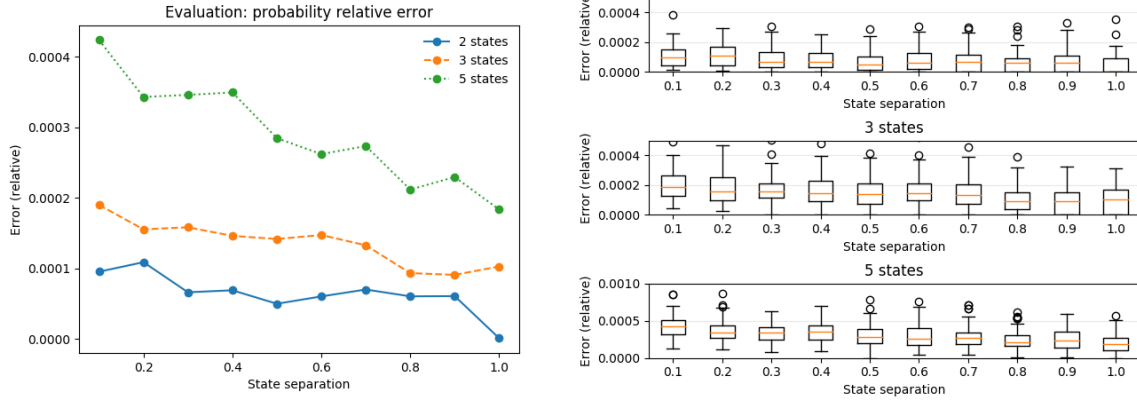 Evaluation: probability relative error
2 states
3 states
5 states
0.0004
0.0003
0.0002
0.0001
0.0000
Error (relative)
0.2 0.4 0.6 0.8 1.0
State separation
0.0004
0.0002
0.0000
Error (relative)
0.1 0.2 0.3 0.4 0.5 0.6 0.7 0.8 0.9 1.0
State separation
3 states
0.0004
0.0002
0.0000
Error (relative)
0.1 0.2 0.3 0.4 0.5 0.6 0.7 0.8 0.9 1.0
State separation
5 states
0.0010
0.0005
0.0000
Error (relative)
0.1 0.2 0.3 0.4 0.5 0.6 0.7 0.8 0.9 1.0
State separation